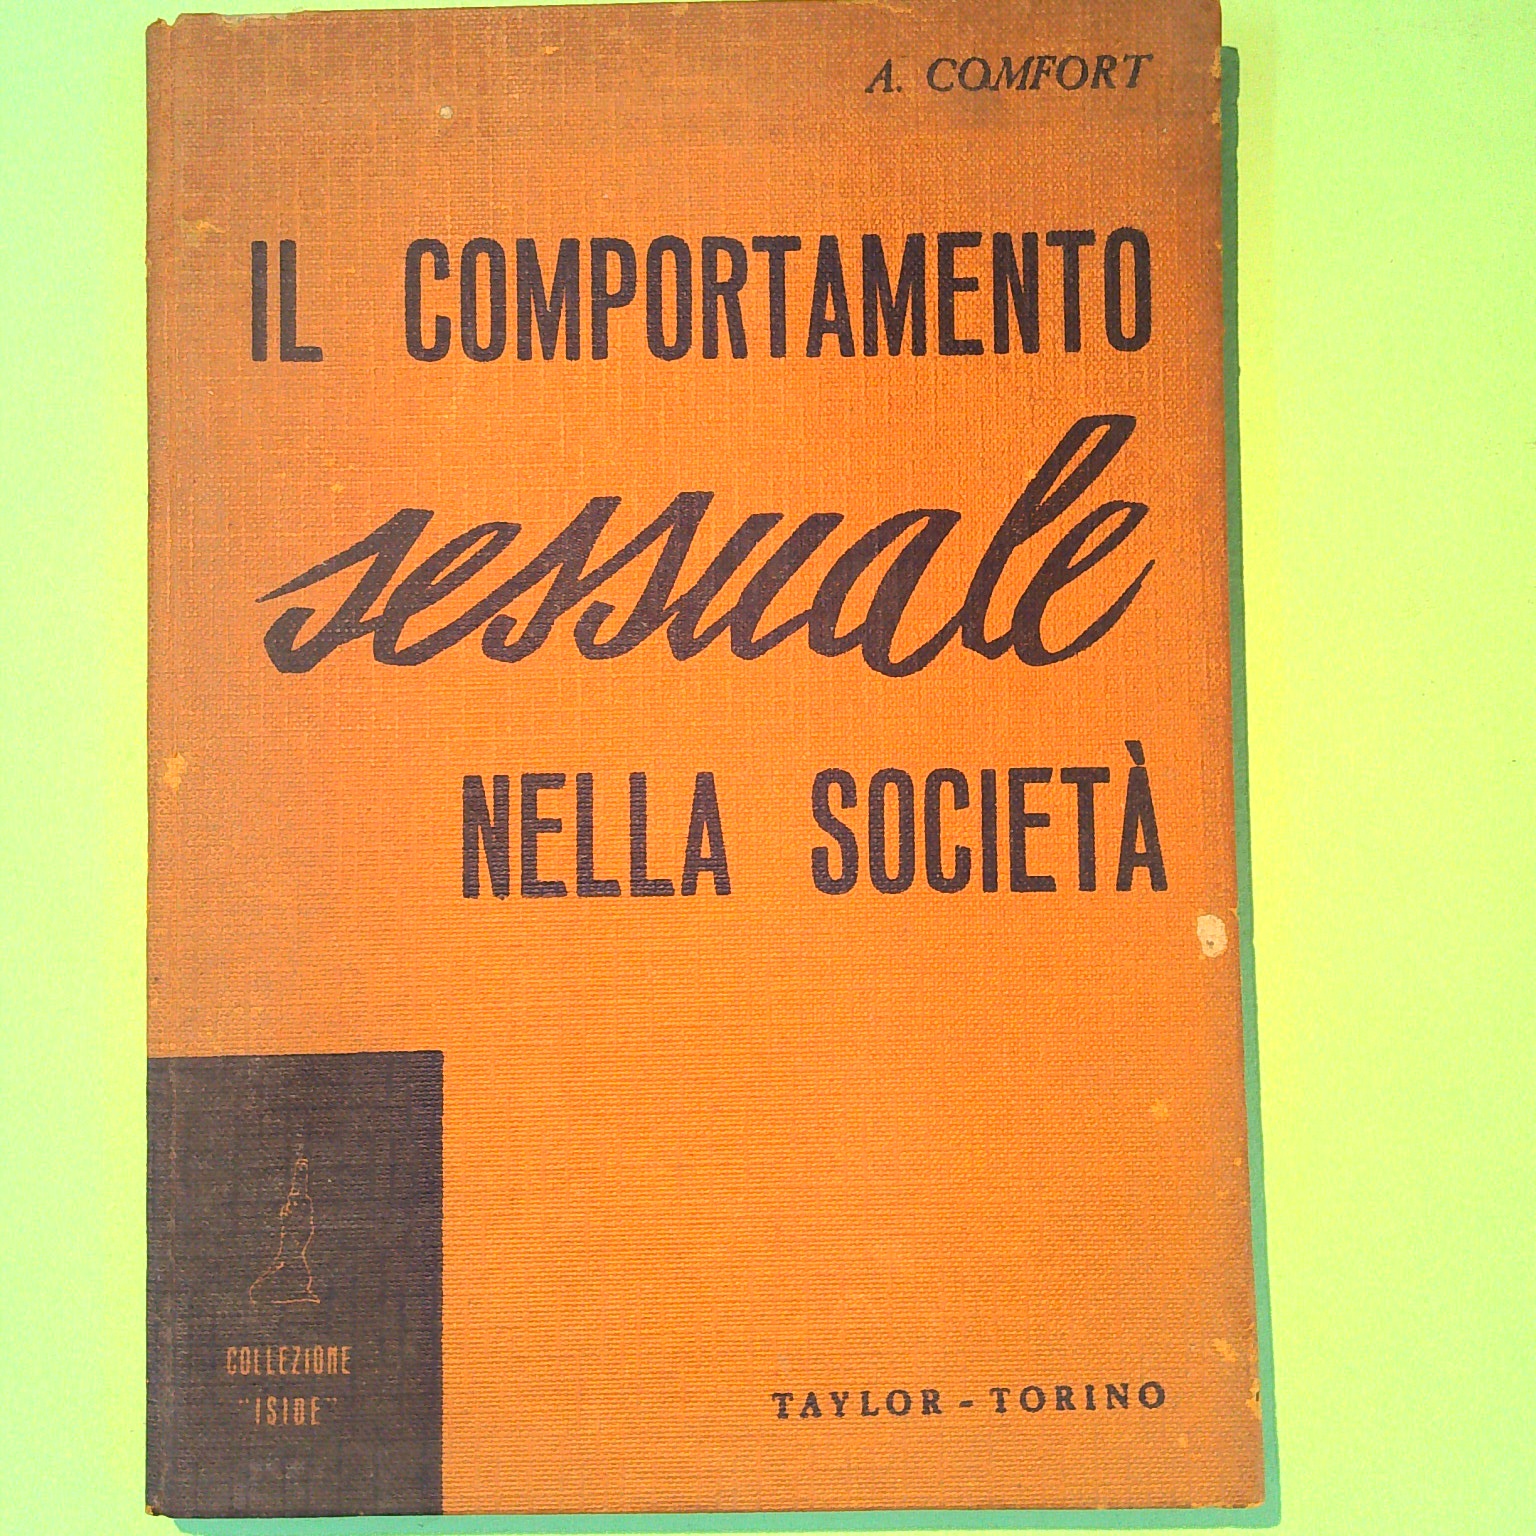 A. COMFORT
IL COMPORTAMENTO
sessuale
NELLA SOCIETÀ
COLLEZIONE
"ISIDE"
TAYLOR - TORINO